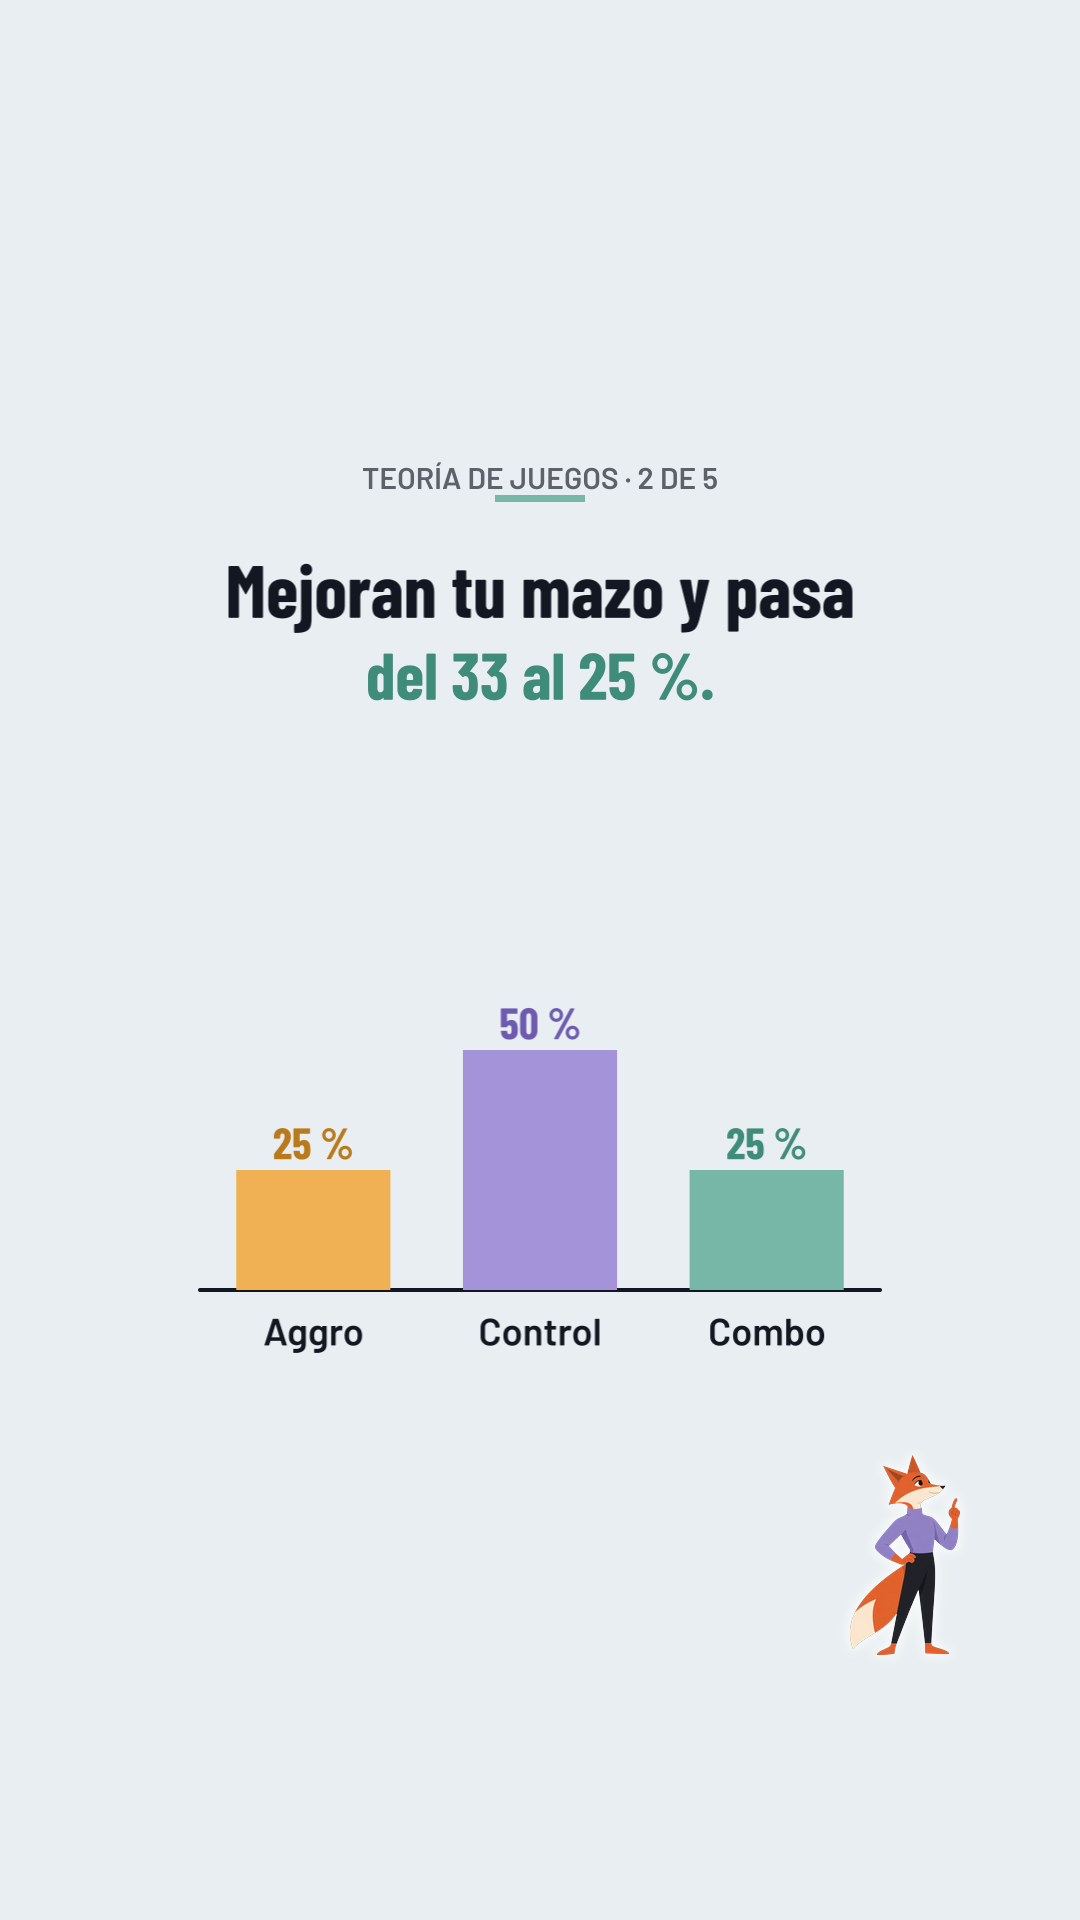 TEORÍA DE JUEGOS · 2 DE 5
Mejoran tu mazo y pasa
del 33 al 25 %.
50 %
25 %
25 %
Aggro
Control
Combo